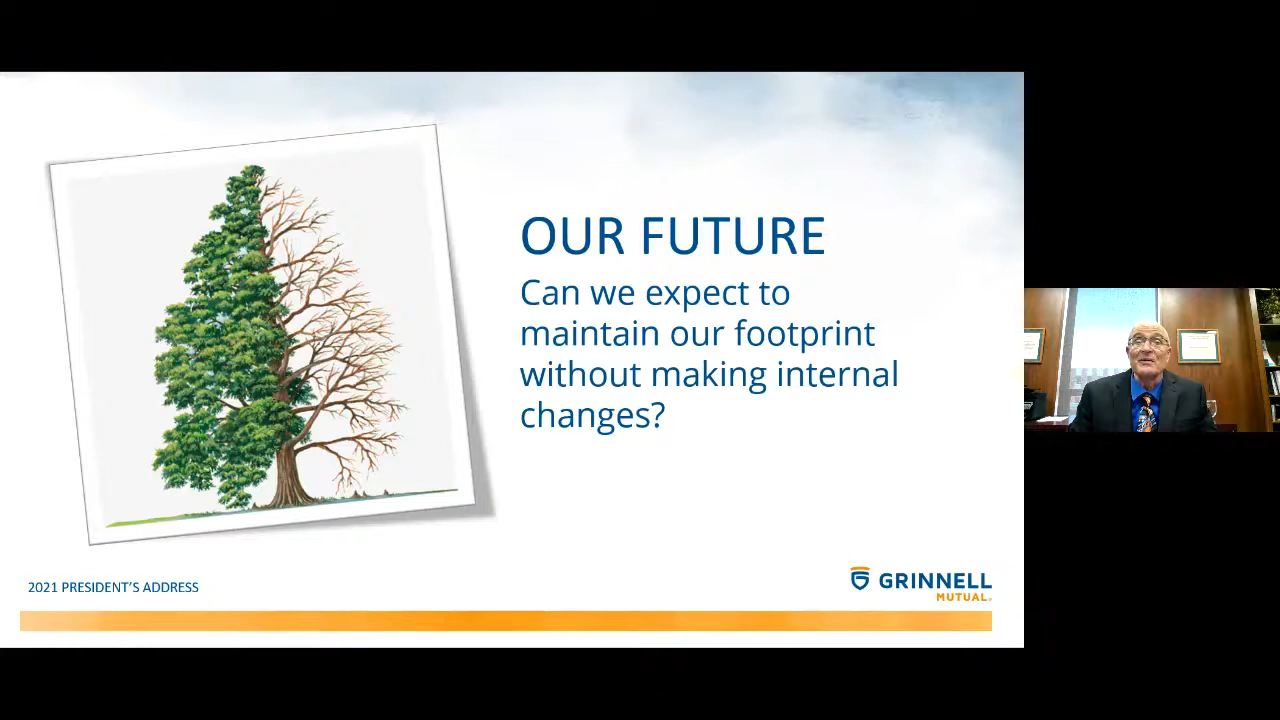 OUR FUTURE
Can we expect to
maintain our footprint
without making internal
changes?
2021 PRESIDENT'S ADDRESS
GRINNELL
MUTUAL